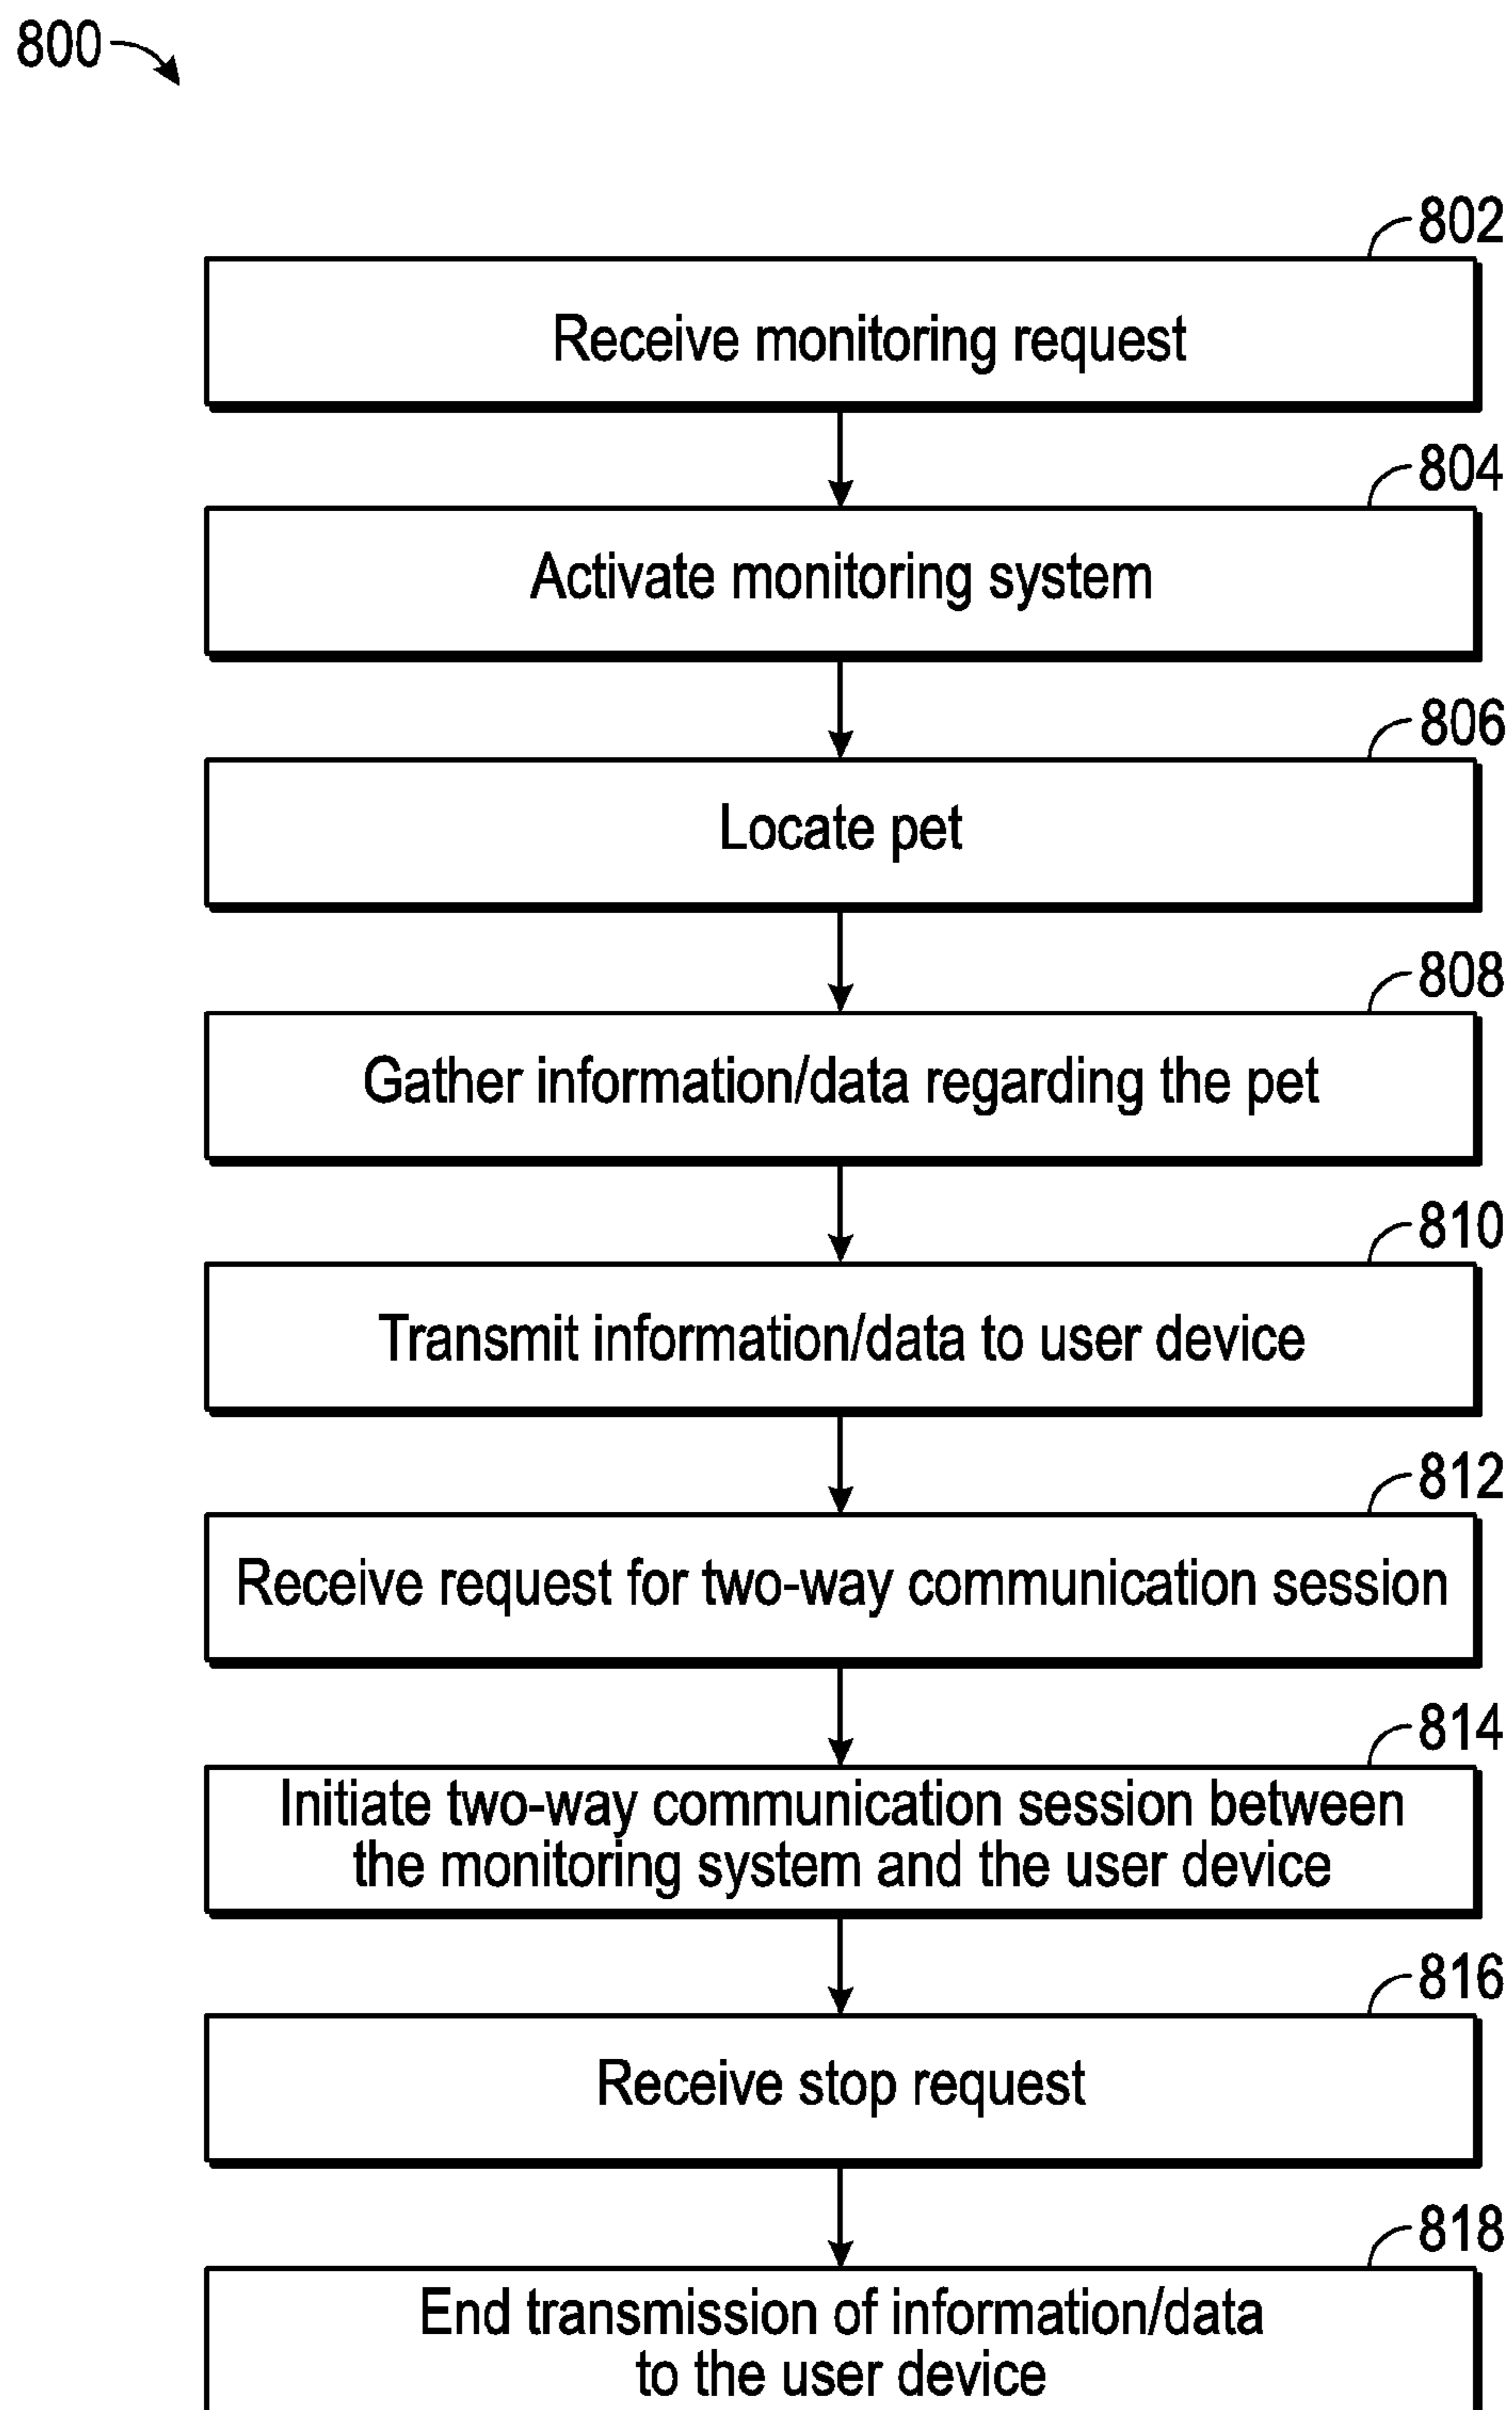 800
802
Receive monitoring request
804
Activate monitoring system
806
Locate pet
808
Gather information/data regarding the pet
810
Transmit information/data to user device
812
Receive request for two-way communication session
814
Initiate two-way communication session between
the monitoring system and the user device
816
Receive stop request
818
End transmission of information/data
to the user device